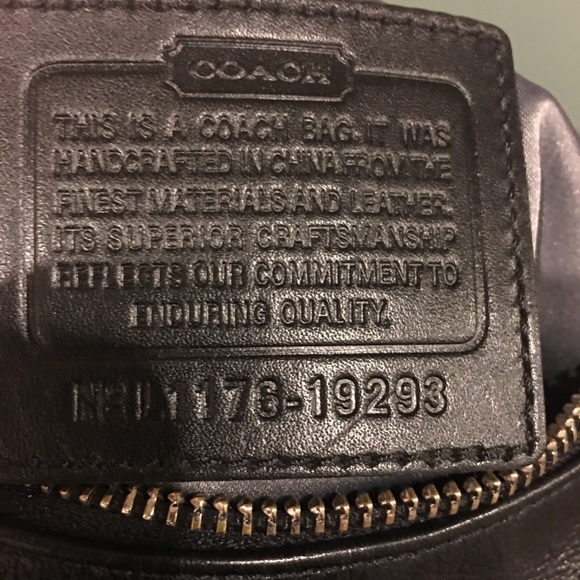 COACH
THIS IS A COACH BAG. IT WAS
HANDCRAFTED IN CHINA FROM THE
FINEST MATERIALS AND LEATHER.
ITS SUPERIOR CRAFTSMANSHIP
REFLECTS OUR COMMITMENT TO
ENDURING QUALITY.
1176-19293